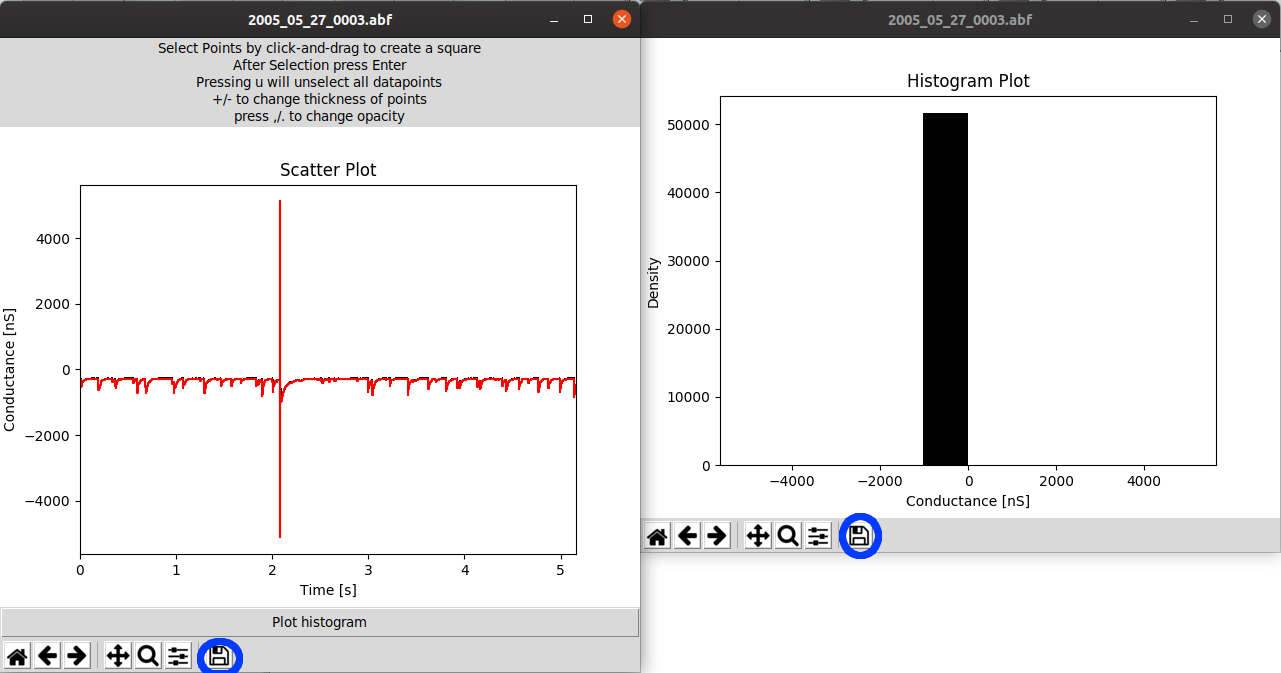 2005_05_27_0003.abf
Select Points by click-and-drag to create a square
After Selection press Enter
Pressing u will unselect all datapoints
+/- to change thickness of points
press ,/. to change opacity
Scatter Plot
Conductance [nS]
4000
2000
0
−2000
−4000
0 1 2 3 4 5
Time [s]
Plot histogram
2005_05_27_0003.abf
Histogram Plot
Density
50000
40000
30000
20000
10000
0
−4000 −2000 0 2000 4000
Conductance [nS]